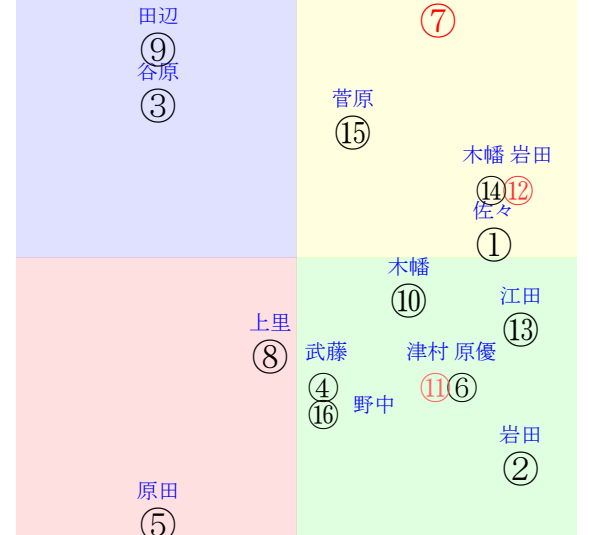 田辺
⑦
⑨
谷原
③
菅原
⑮
木幡 岩田
⑭⑫
佐々
①
木幡
⑩
江田
⑬
上里
⑧
武藤
④
⑯ 野中
津村 原優
⑪⑥
岩田
②
原田
⑤